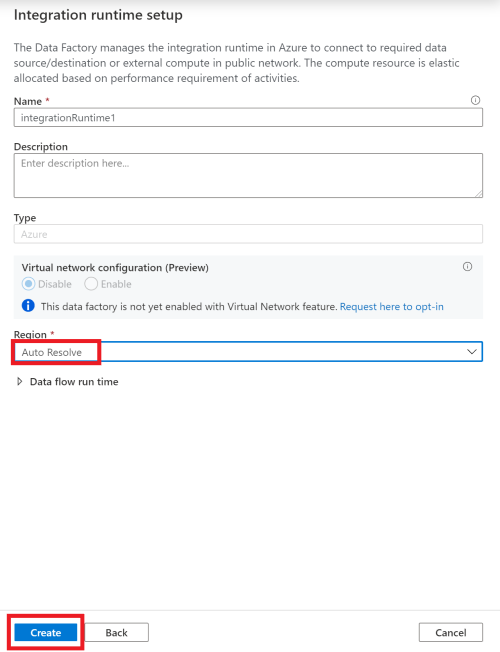 Integration runtime setup
The Data Factory manages the integration runtime in Azure to connect to required data
source/destination or external compute in public network. The compute resource is elastic
allocated based on performance requirement of activities.
Name *
integrationRuntime1
Description
Enter description here...
Type
Azure
Virtual network configuration (Preview)
Disable Enable
This data factory is not yet enabled with Virtual Network feature. Request here to opt-in
Region *
Auto Resolve
Data flow run time
Create Back Cancel